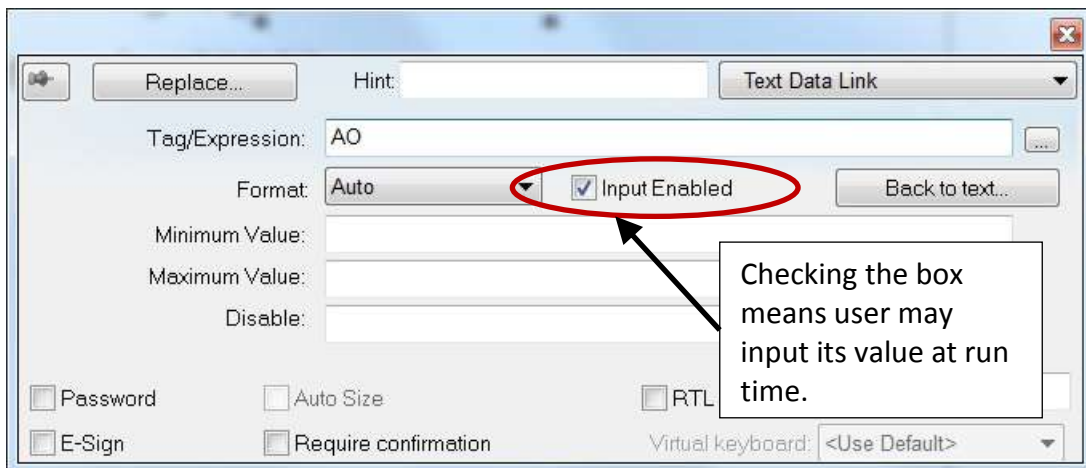 Replace... Hint: Text Data Link
Tag/Expression: AO ...
Format: Auto Input Enabled Back to text...
Minimum Value:
Maximum Value:
Disable:
Checking the box
means user may
input its value at run
time.
Password Auto Size RTL
E-Sign Require confirmation Virtual keyboard: <Use Default>